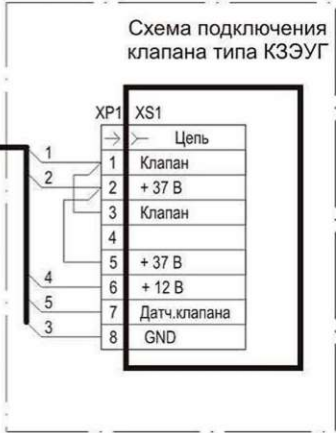 Схема подключения
клапана типа КЗЭУГ
XP1 XS1
Цепь
1 1 Клапан
2 2 + 37 В
3 Клапан
4
5 + 37 В
4 6 + 12 В
5 7 Датч.клапана
3 8 GND